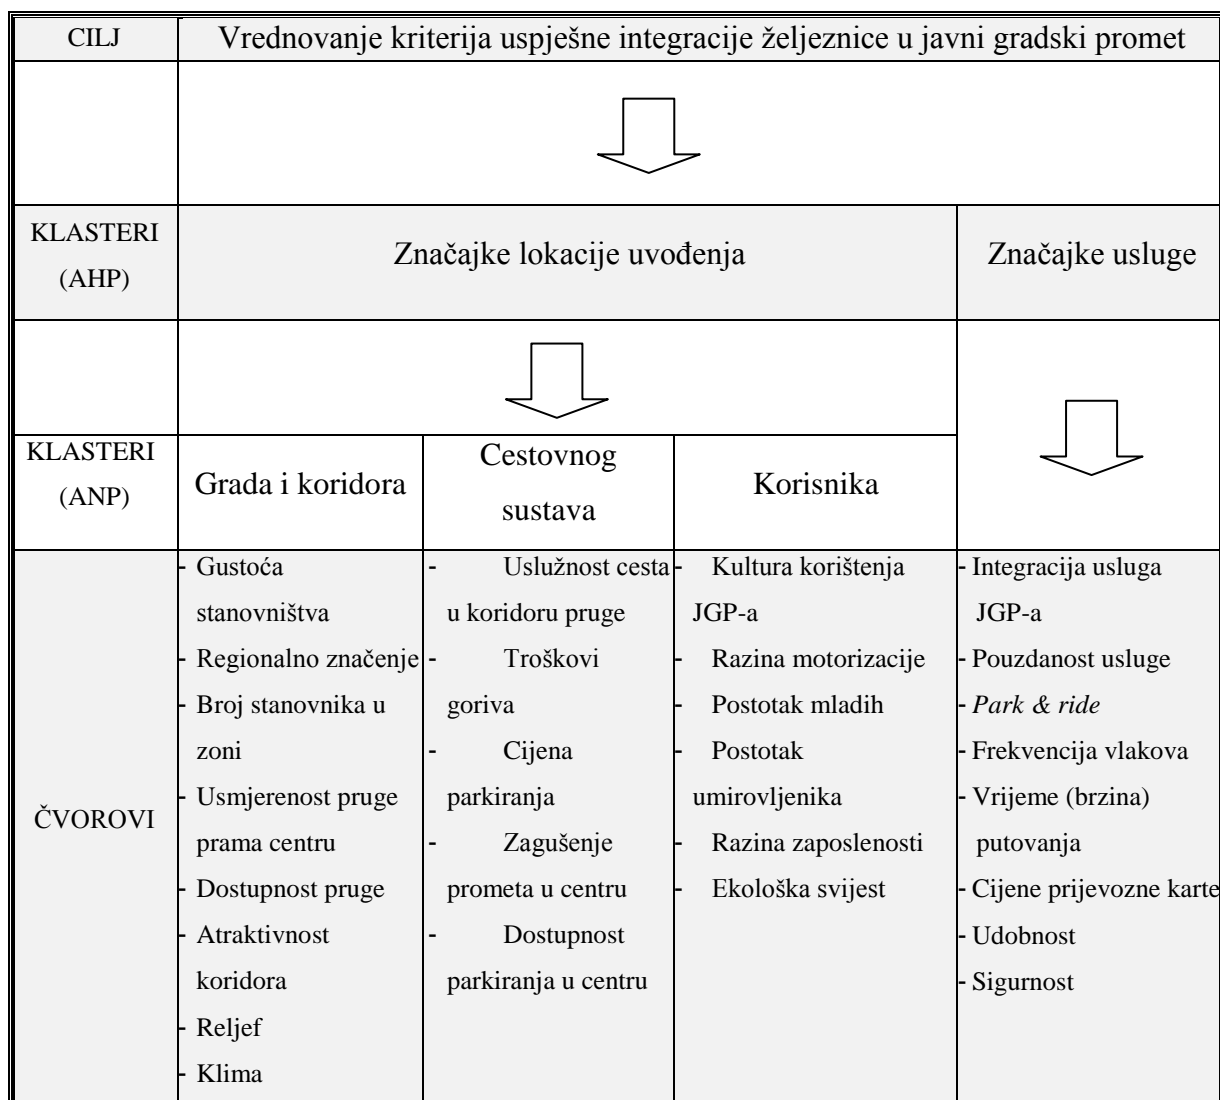 CILJ
Vrednovanje kriterija uspješne integracije željeznice u javni gradski promet
KLASTERI
(AHP)
Značajke lokacije uvođenja
Značajke usluge
KLASTERI
(ANP)
Grada i koridora
Cestovnog
sustava
Korisnika
ČVOROVI
- Gustoća
stanovništva
- Regionalno značenje
- Broj stanovnika u
zoni
- Usmjerenost pruge
prama centru
- Dostupnost pruge
- Atraktivnost
koridora
- Reljef
- Klima
- Uslužnost cesta
u koridoru pruge
- Troškovi
goriva
- Cijena
parkiranja
- Zagušenje
prometa u centru
- Dostupnost
parkiranja u centru
- Kultura korištenja
JGP-a
- Razina motorizacije
- Postotak mladih
- Postotak
umirovljenika
- Razina zaposlenosti
- Ekološka svijest
- Integracija usluga
JGP-a
- Pouzdanost usluge
- Park & ride
- Frekvencija vlakova
- Vrijeme (brzina)
putovanja
- Cijene prijevozne karte
- Udobnost
- Sigurnost